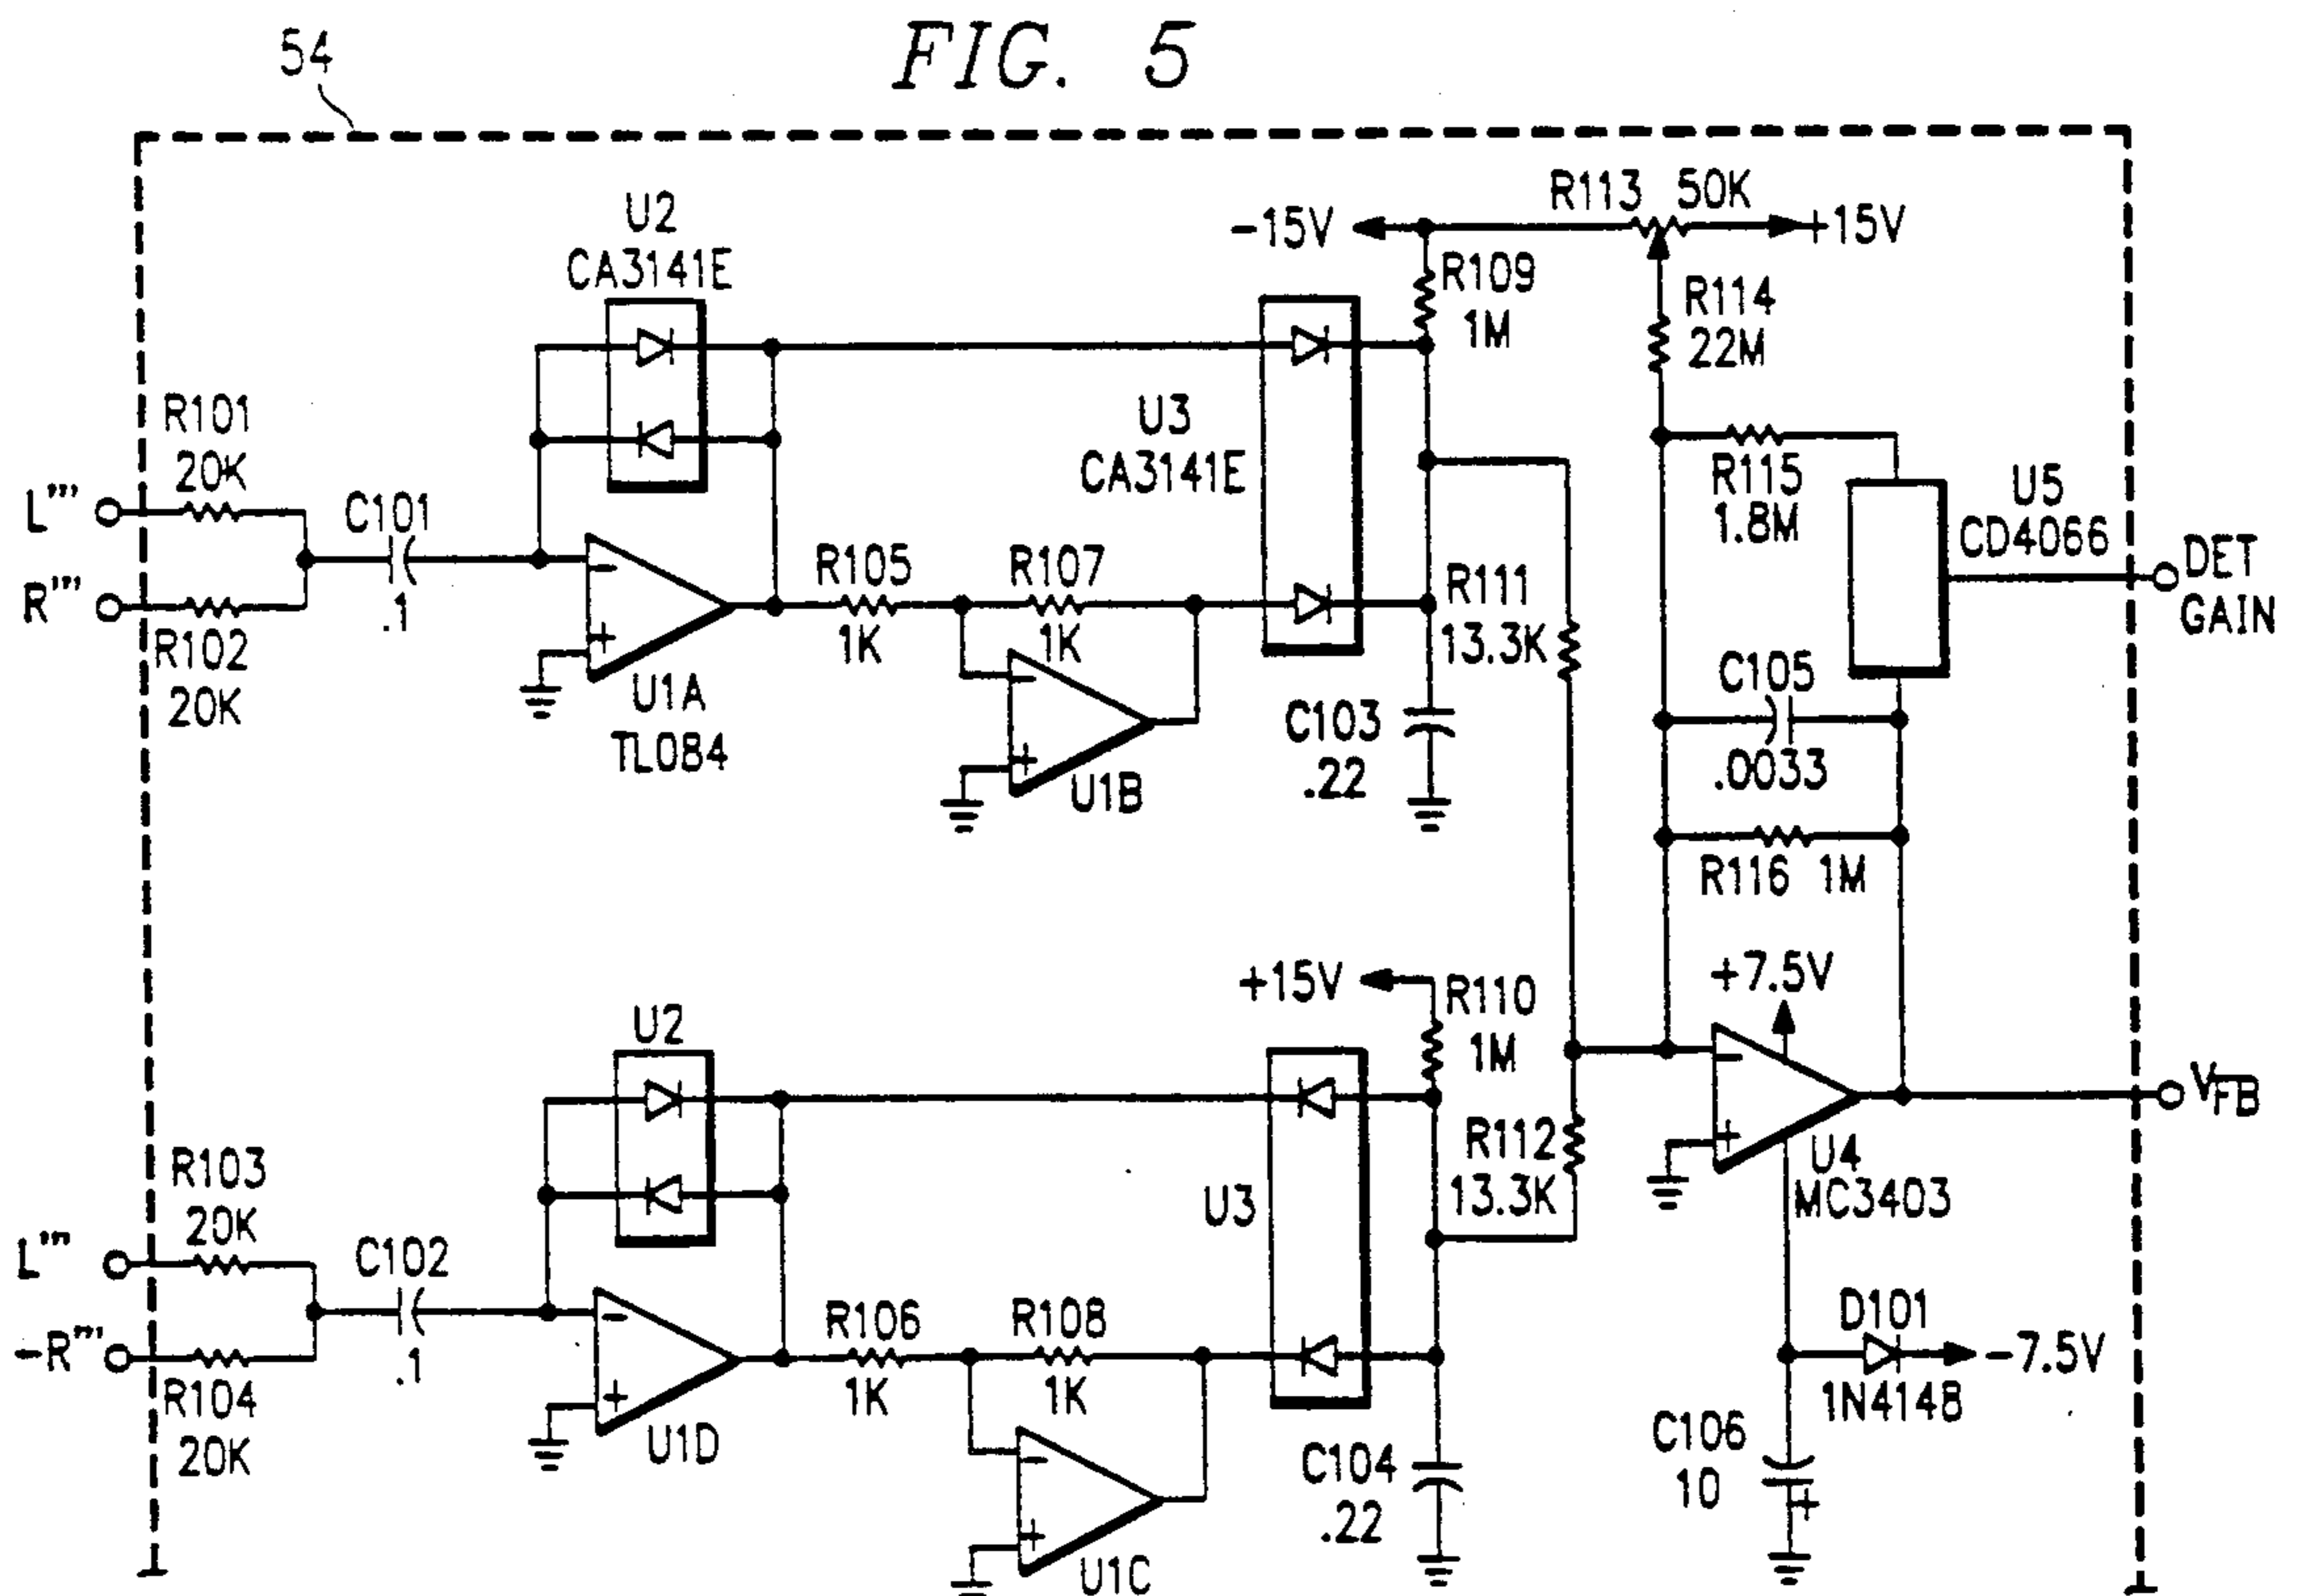 FIG. 5
54
U2
CA3141E
-15V
R113 50K
+15V
R109
1M
R114
22M
R101
20K
L'''
C101
.1
R'''
R102
20K
U3
CA3141E
R115
1.8M
U5
CD4066
DET
GAIN
R105
1K
R107
1K
R111
13.3K
U1A
TL084
U1B
C103
.22
C105
.0033
R116 1M
+15V
R110
1M
+7.5V
U2
R103
20K
L'''
C102
.1
-R'''
R104
20K
U3
R112
13.3K
VFB
U4
MC3403
R106
1K
R108
1K
U1D
U1C
C104
.22
D101
-7.5V
1N4148
C106
10